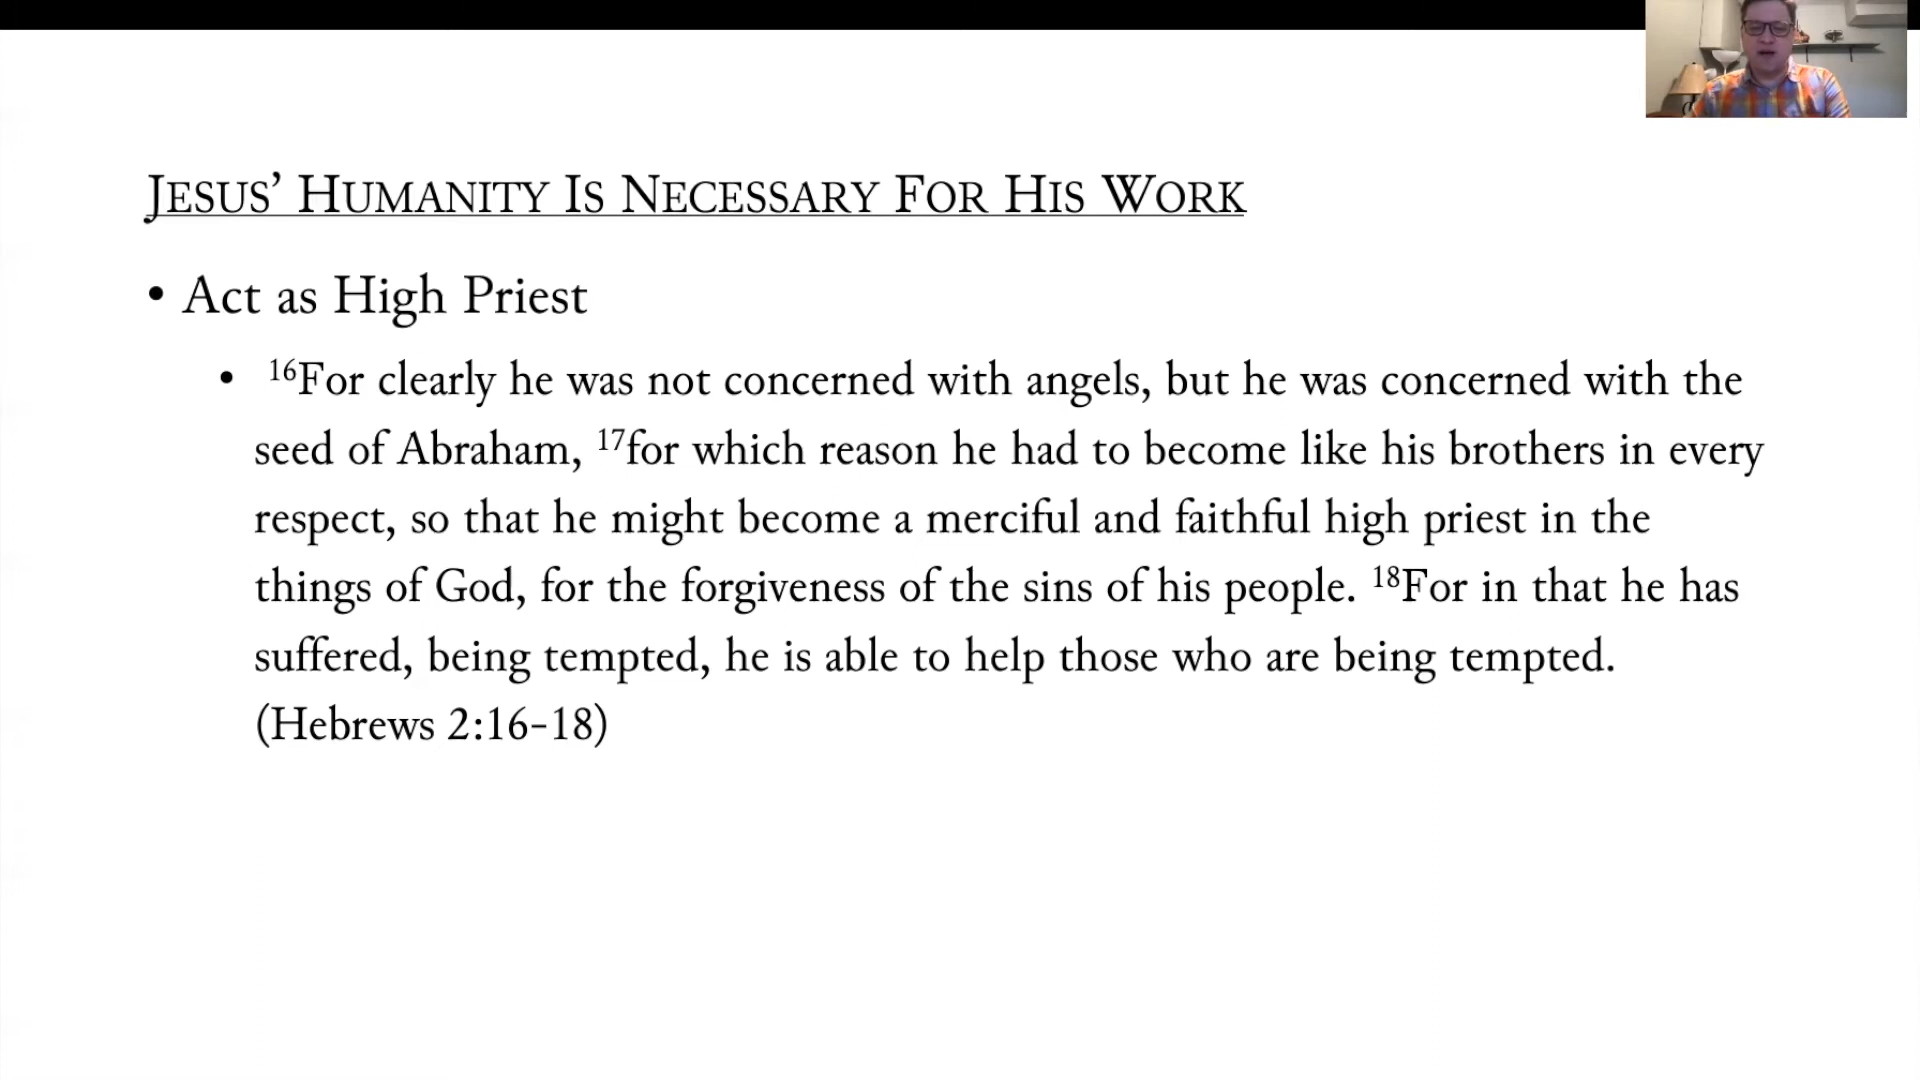 JESUS’ HUMANITY IS NECESSARY FOR HIS WORK
• Act as High Priest
• ¹⁶For clearly he was not concerned with angels, but he was concerned with the
seed of Abraham, ¹⁷for which reason he had to become like his brothers in every
respect, so that he might become a merciful and faithful high priest in the
things of God, for the forgiveness of the sins of his people. ¹⁸For in that he has
suffered, being tempted, he is able to help those who are being tempted.
(Hebrews 2:16-18)